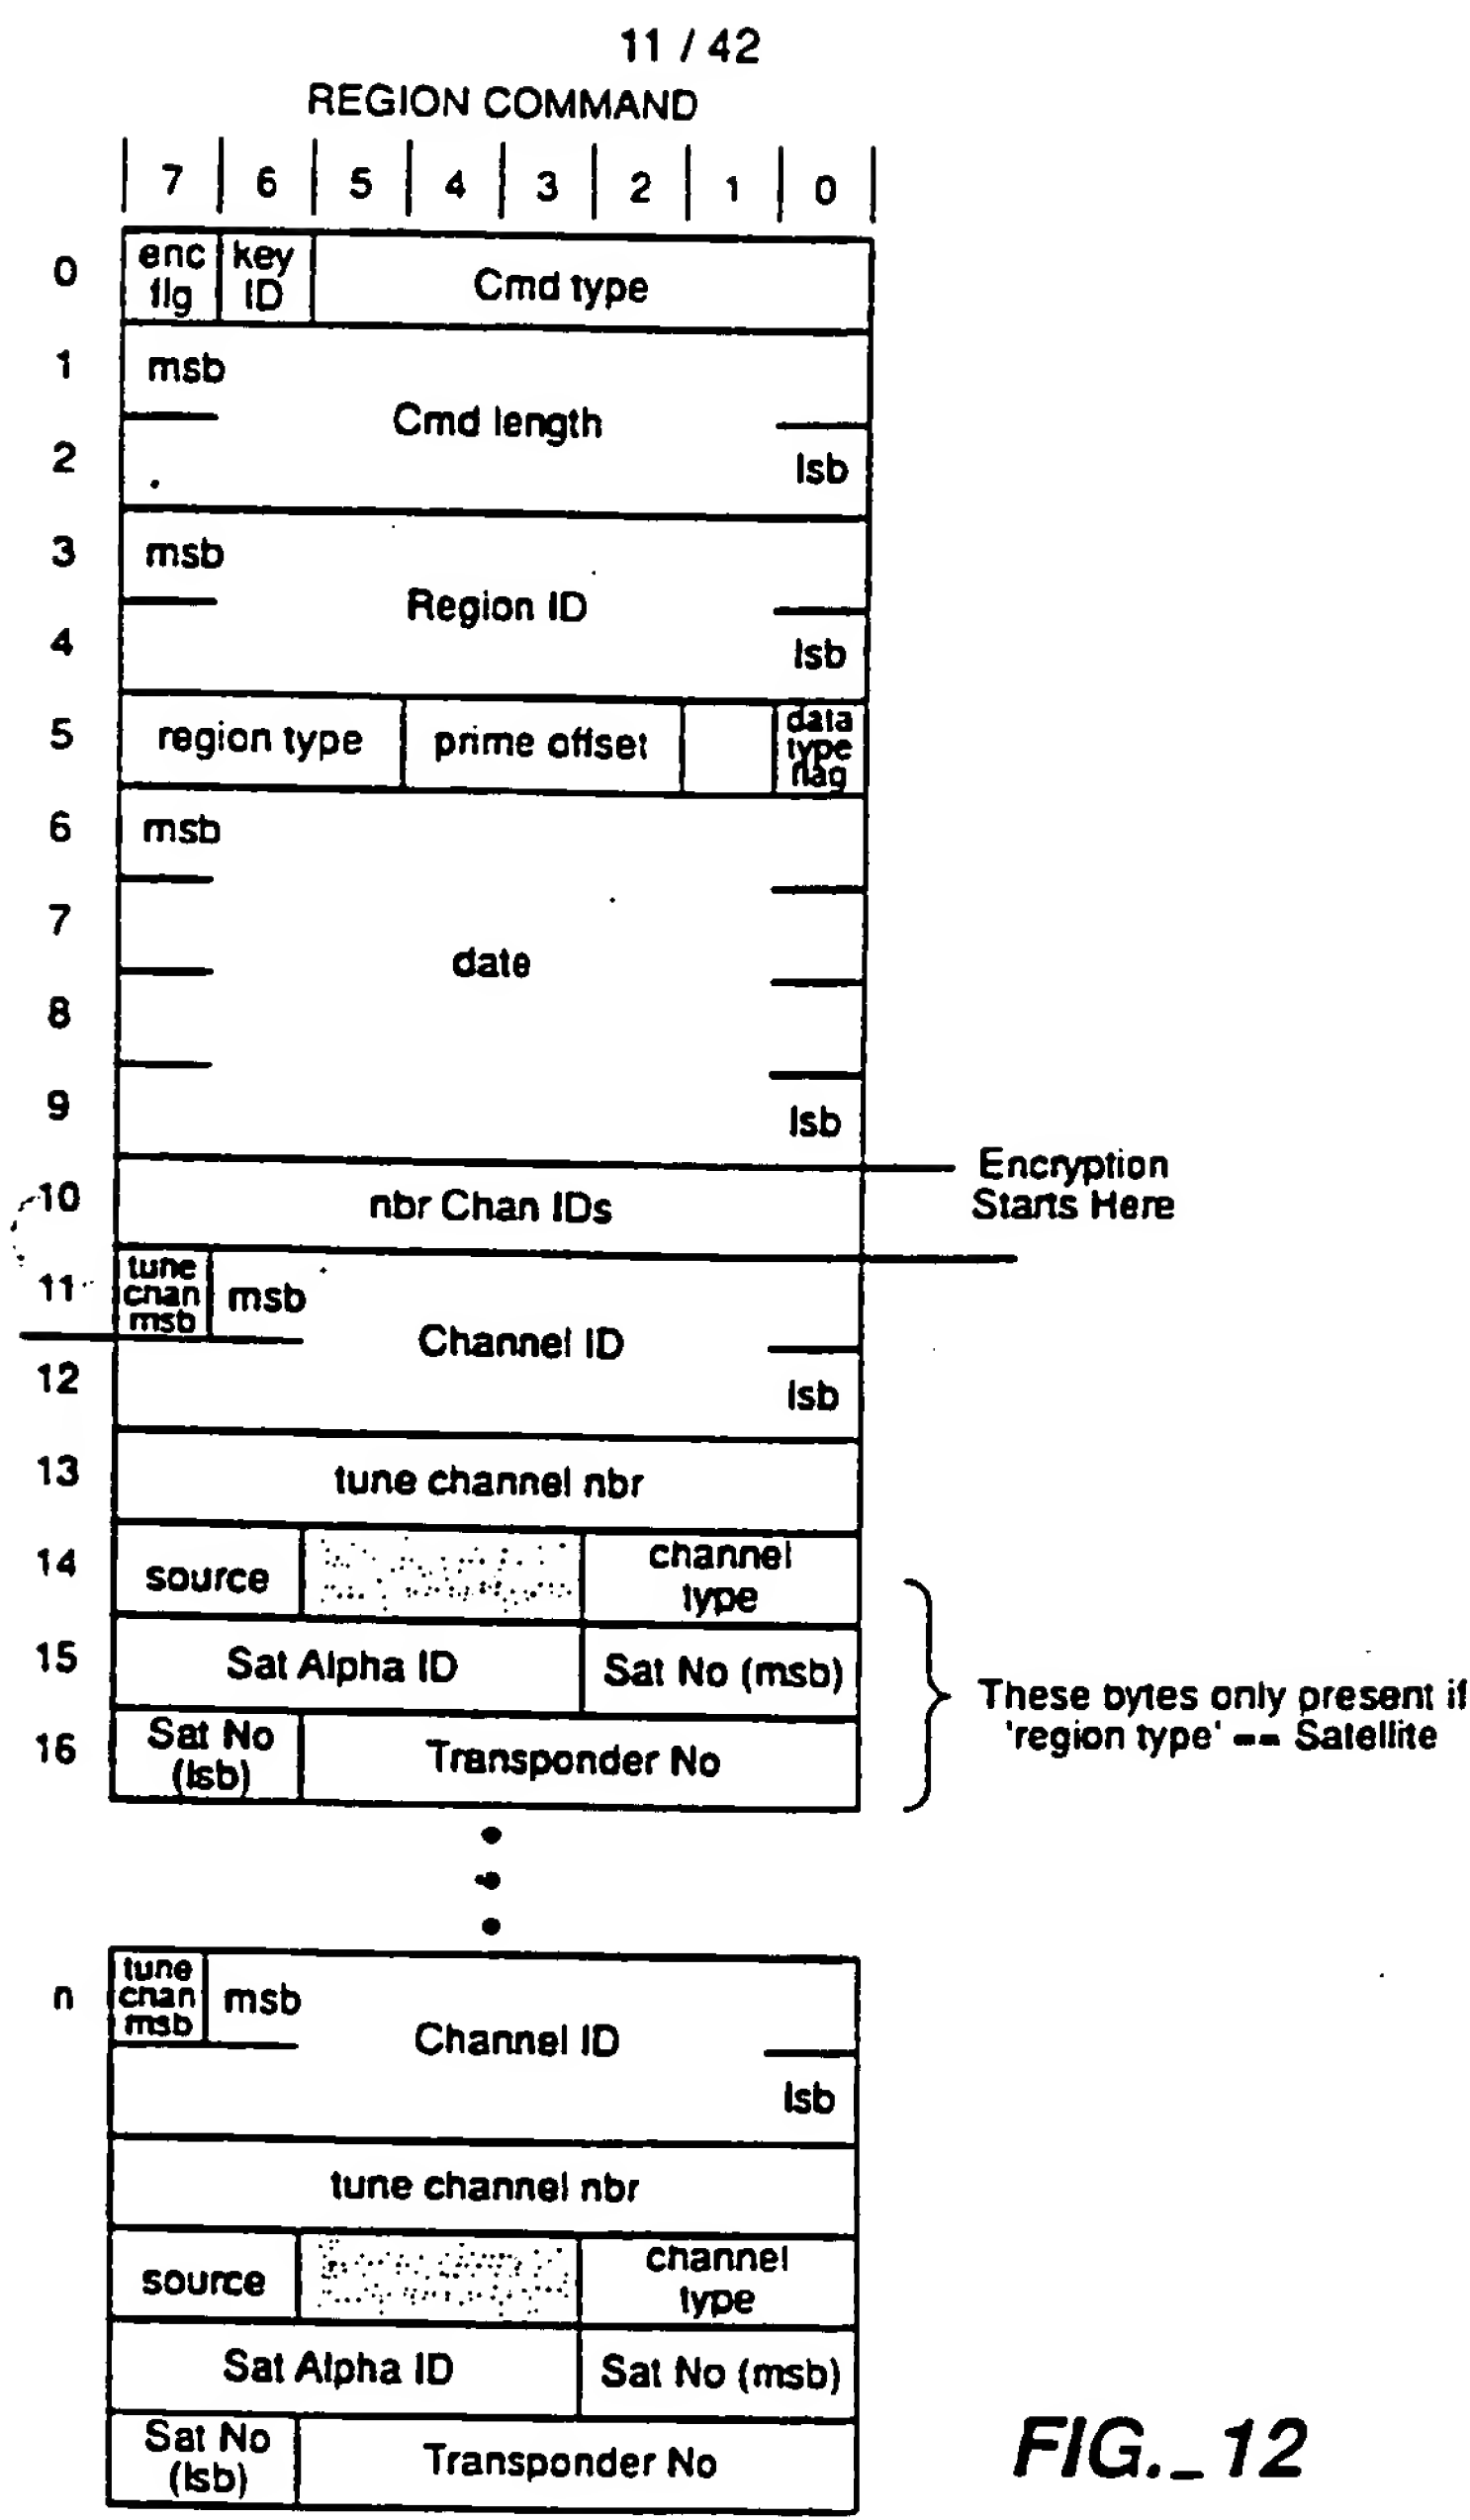 11 / 42
REGION COMMAND
7 6 5 4 3 2 1 0
0 enc flg key ID Cmd type
1 msb
Cmd length
2 lsb
3 msb
Region ID
4 lsb
5 region type prime offset data type flag
6 msb
7
date
8
9 lsb
Encryption
Starts Here
10 nbr Chan IDs
11 tune chan msb msb
Channel ID
12 lsb
13 tune channel nbr
14 source channel type
15 Sat Alpha ID Sat No (msb)
These bytes only present if
'region type' == Satellite
16 Sat No (lsb) Transponder No
n tune chan msb msb
Channel ID
lsb
tune channel nbr
source channel type
Sat Alpha ID Sat No (msb)
Sat No (lsb) Transponder No
FIG._12